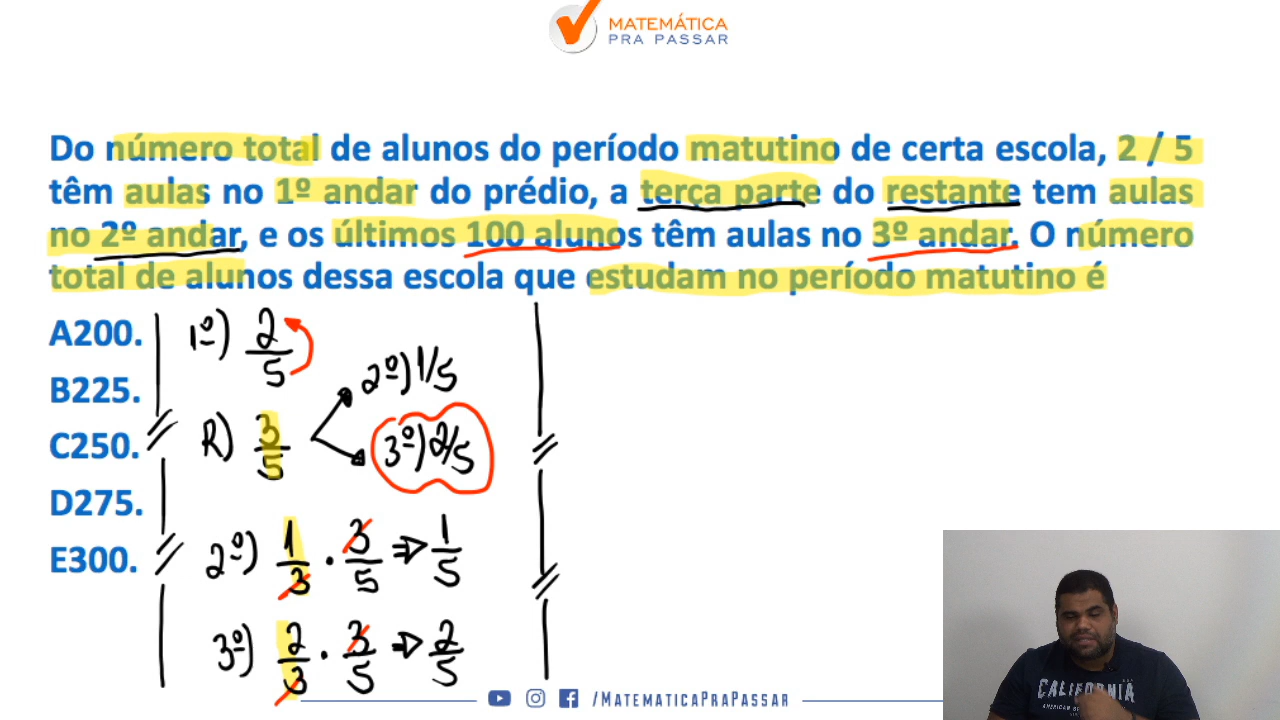 MATEMÁTICA
PRA PASSAR
Do número total de alunos do período matutino de certa escola, 2 / 5
têm aulas no 1º andar do prédio, a terça parte do restante tem aulas
no 2º andar, e os últimos 100 alunos têm aulas no 3º andar. O número
total de alunos dessa escola que estudam no período matutino é
A200.
B225.
C250.
D275.
E300.
1º) 2/5
R) 3/5
2º) 1/5
3º) 2/5
2º) 1/3 · 3/5 ⇒ 1/5
3º) 2/3 · 3/5 ⇒ 2/5
/MATEMATICAPRAPASSAR
CALIFORNIA